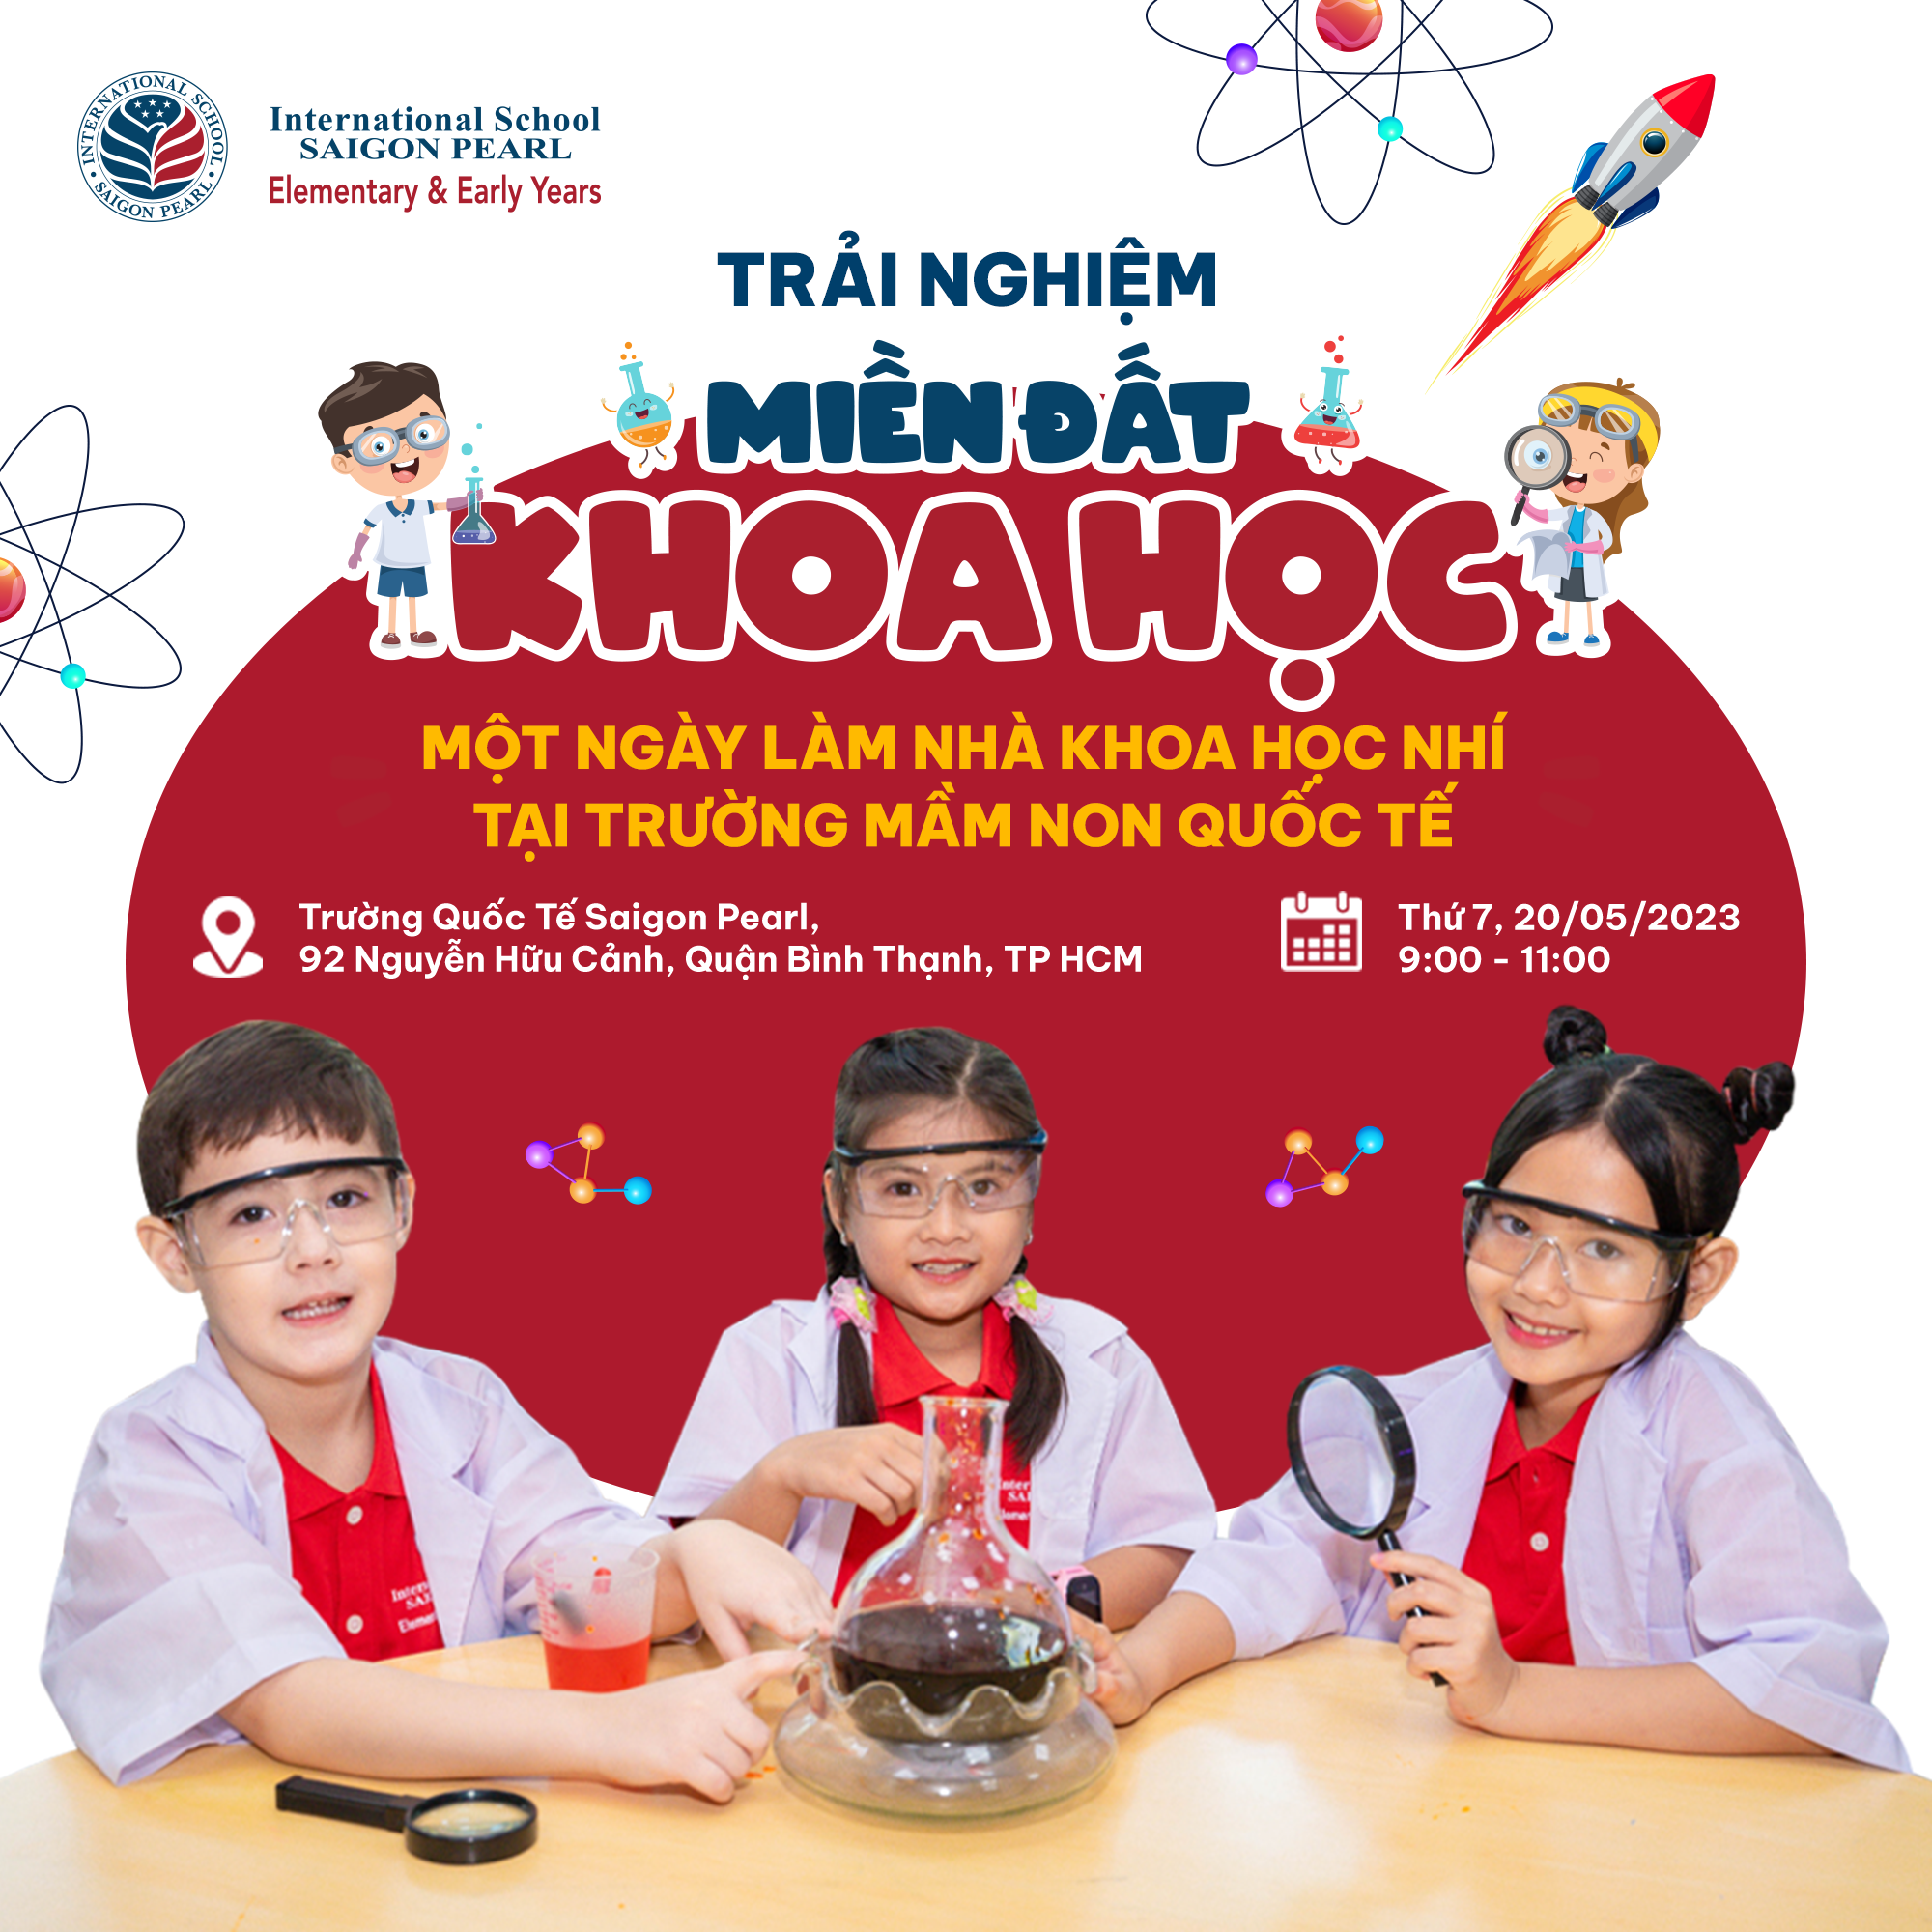 INTERNATIONAL SCHOOL
SAIGON PEARL
International School
SAIGON PEARL
Elementary & Early Years
TRẢI NGHIỆM
MIỀN ĐẤT
KHOA HỌC
MỘT NGÀY LÀM NHÀ KHOA HỌC NHÍ
TẠI TRƯỜNG MẦM NON QUỐC TẾ
Trường Quốc Tế Saigon Pearl,
92 Nguyễn Hữu Cảnh, Quận Bình Thạnh, TP HCM
Thứ 7, 20/05/2023
9:00 - 11:00